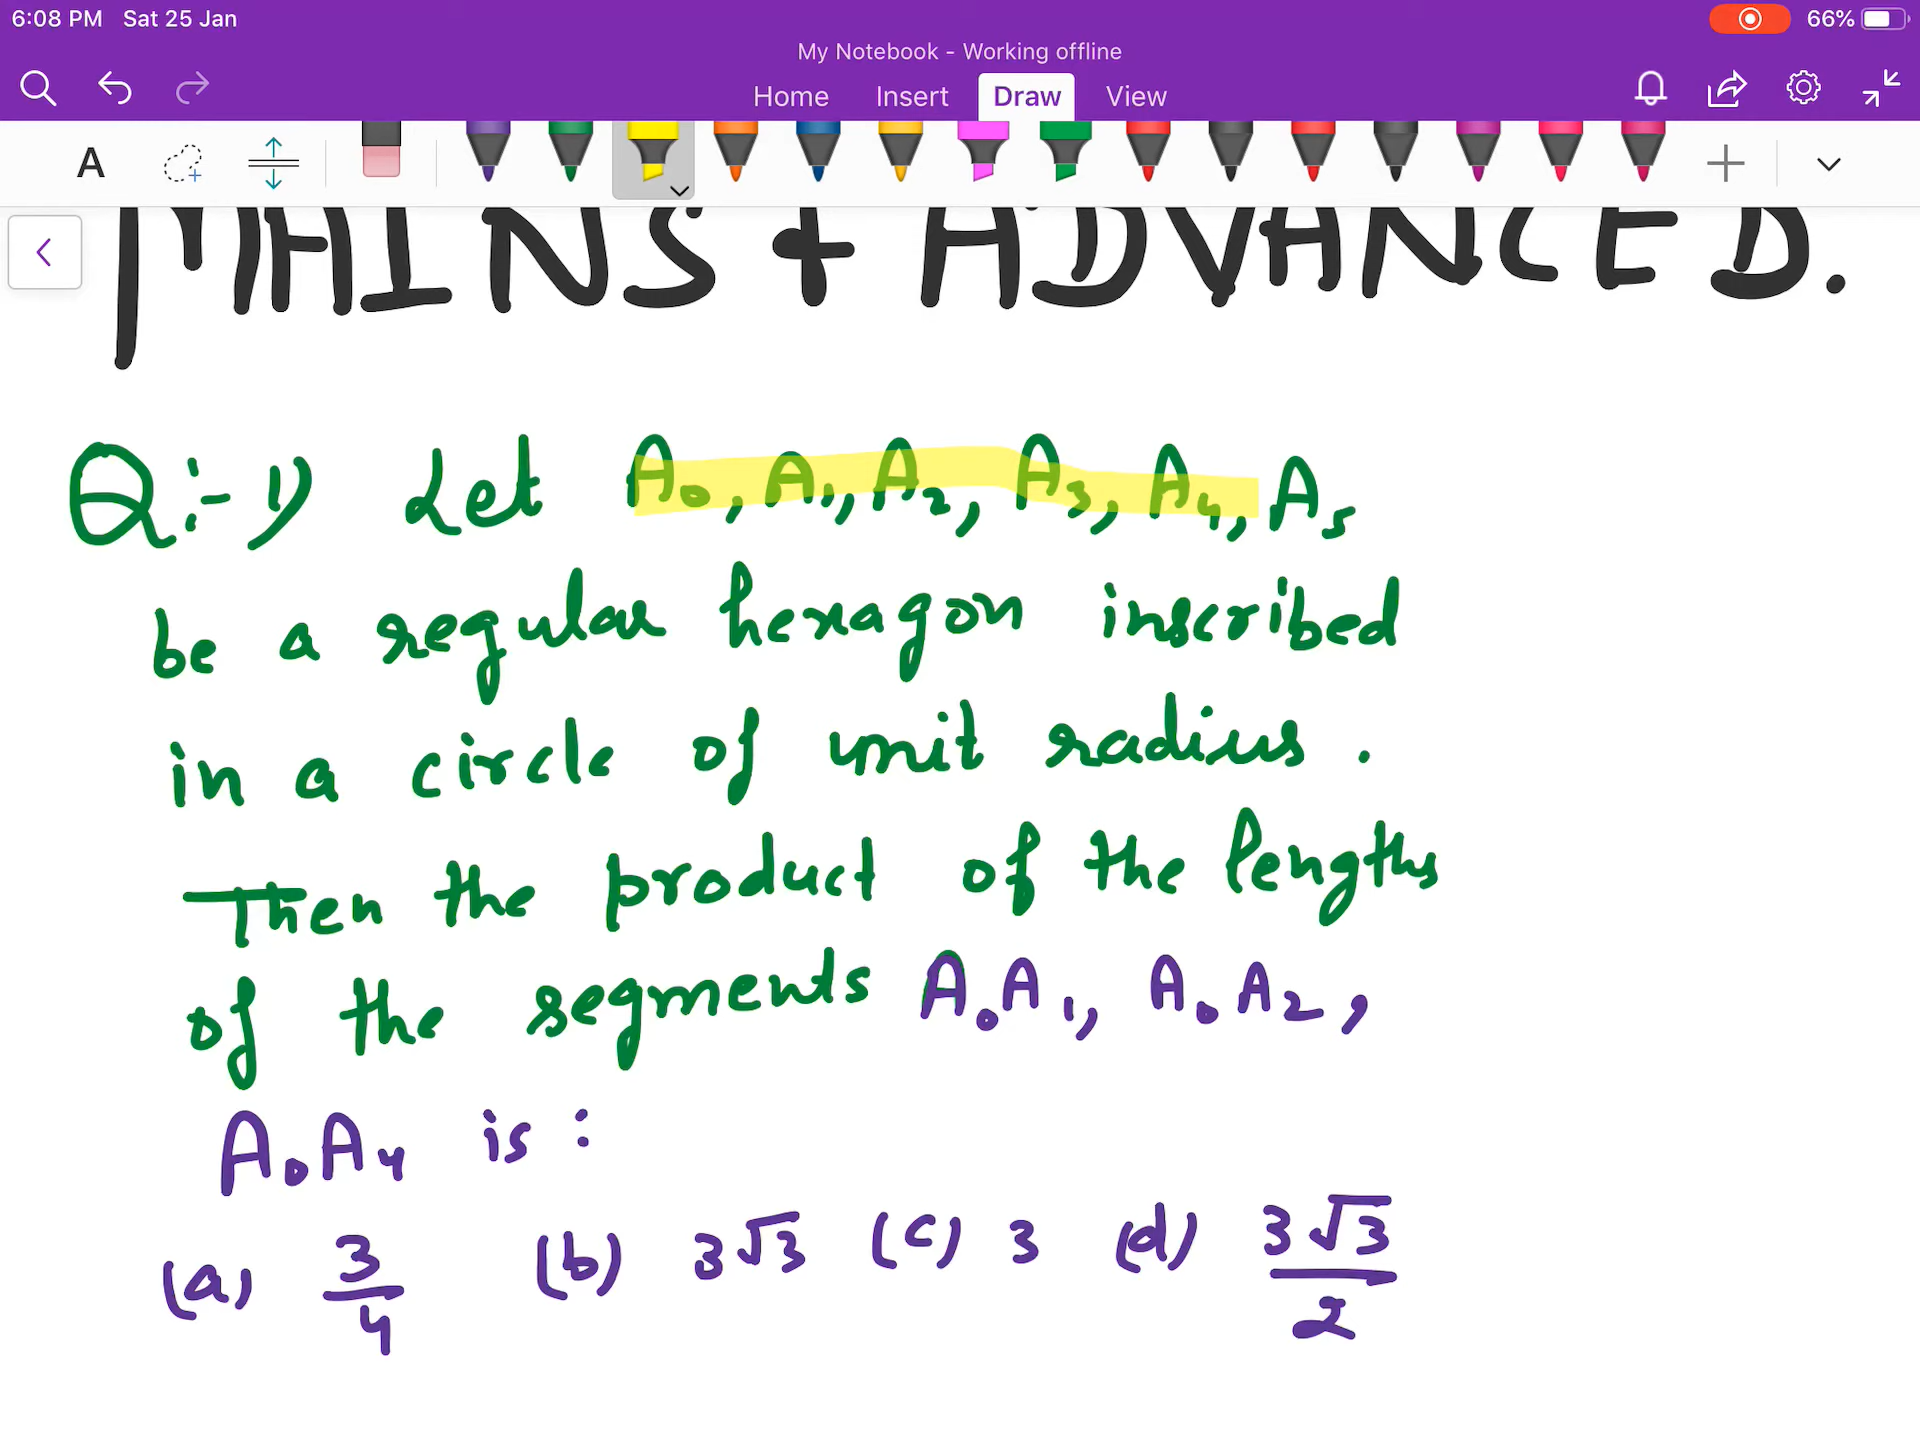 6:08 PM Sat 25 Jan
66%
My Notebook - Working offline
Home Insert Draw View
A
MAINS + ADVANCED.
Q:- 1) Let A₀, A₁, A₂, A₃, A₄, A₅
be a regular hexagon inscribed
in a circle of unit radius.
Then the product of the lengths
of the segments A₀A₁, A₀A₂,
A₀A₄ is :
(a) 3/4 (b) 3√3 (c) 3 (d) 3√3/2